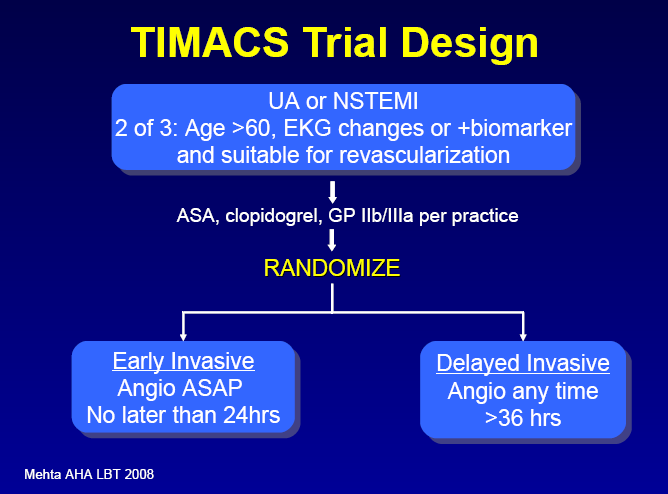 TIMACS Trial Design
UA or NSTEMI
2 of 3: Age >60, EKG changes or +biomarker
and suitable for revascularization
ASA, clopidogrel, GP IIb/IIIa per practice
RANDOMIZE
Early Invasive
Angio ASAP
No later than 24hrs
Delayed Invasive
Angio any time
>36 hrs
Mehta AHA LBT 2008